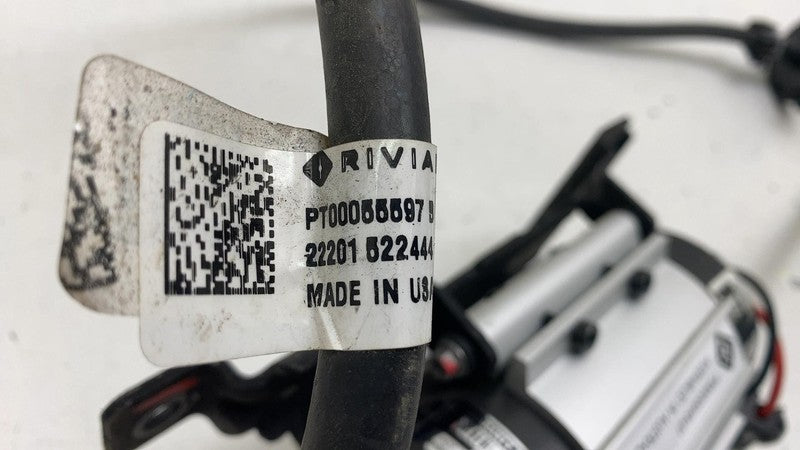 RIVIA
PT00055597
22201 522444
MADE IN USA